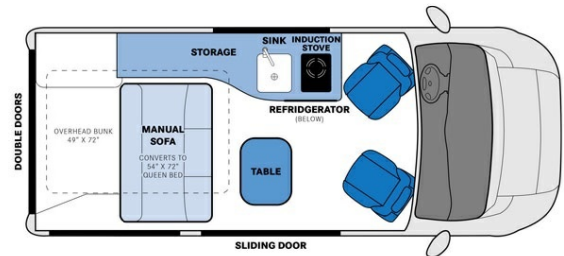 SINK
INDUCTION
STOVE
STORAGE
REFRIDGERATOR
(BELOW)
DOUBLE DOORS
OVERHEAD BUNK
49" X 72"
MANUAL
SOFA
CONVERTS TO
54" X 72"
QUEEN BED
TABLE
SLIDING DOOR